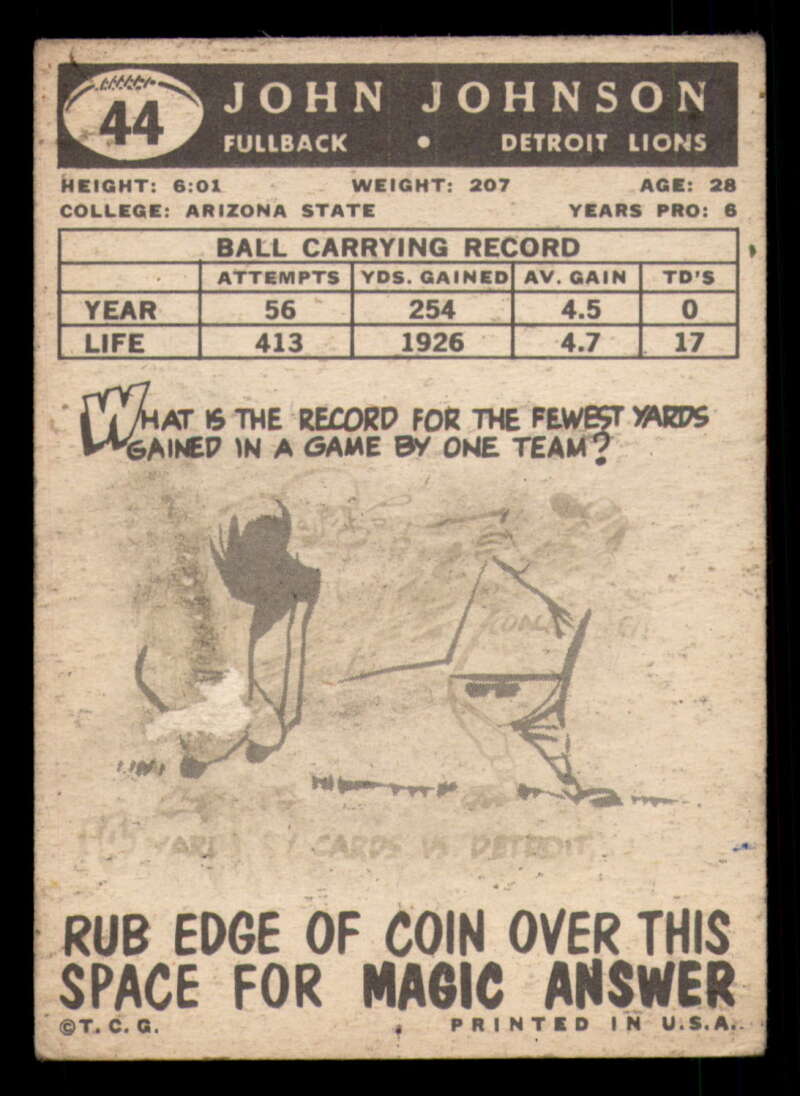 44
JOHN JOHNSON
FULLBACK • DETROIT LIONS
HEIGHT: 6:01 WEIGHT: 207 AGE: 28
COLLEGE: ARIZONA STATE YEARS PRO: 6
BALL CARRYING RECORD
ATTEMPTS YDS. GAINED AV. GAIN TD'S
YEAR 56 254 4.5 0
LIFE 413 1926 4.7 17
WHAT IS THE RECORD FOR THE FEWEST YARDS
GAINED IN A GAME BY ONE TEAM?
CARDS VS DETROIT
RUB EDGE OF COIN OVER THIS
SPACE FOR MAGIC ANSWER
©T.C.G. PRINTED IN U.S.A.